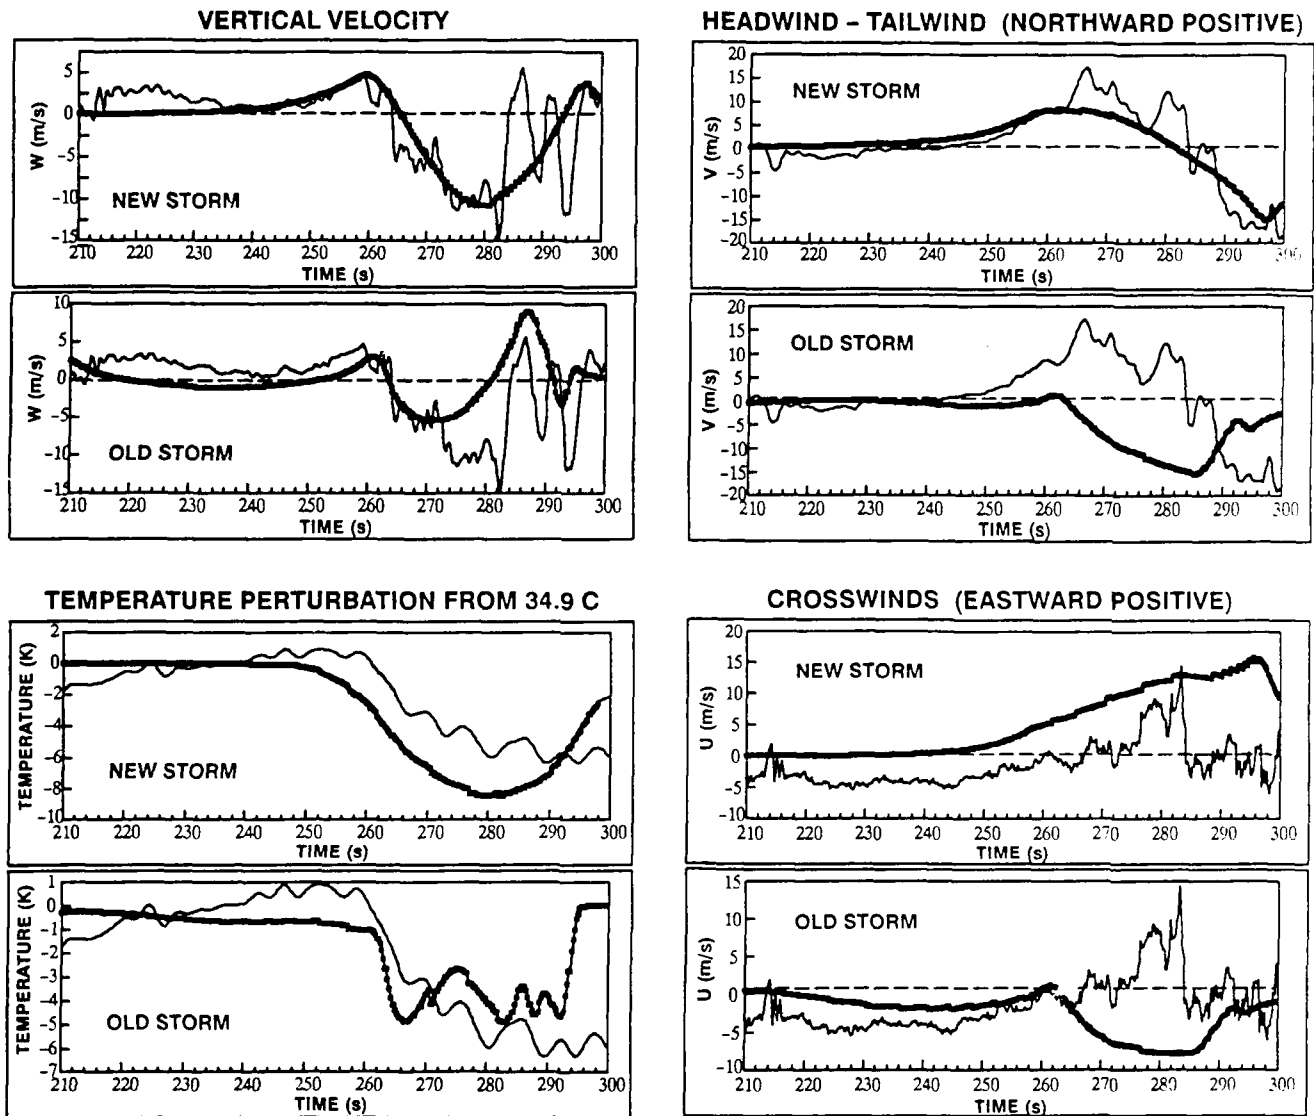 VERTICAL VELOCITY
5
0
-5
-10
-15
W (m/s)
NEW STORM
210 220 230 240 250 260 270 280 290 300
TIME (s)
10
5
0
-5
-10
-15
W (m/s)
OLD STORM
210 220 230 240 250 260 270 280 290 300
TIME (s)
HEADWIND – TAILWIND (NORTHWARD POSITIVE)
20
15
10
5
0
-5
-10
-15
-20
V (m/s)
NEW STORM
210 220 230 240 250 260 270 280 290 300
TIME (s)
20
15
10
5
0
-5
-10
-15
-20
V (m/s)
OLD STORM
210 220 230 240 250 260 270 280 290 300
TIME (s)
TEMPERATURE PERTURBATION FROM 34.9 C
2
0
-2
-4
-6
-8
-10
TEMPERATURE (K)
NEW STORM
210 220 230 240 250 260 270 280 290 300
TIME (s)
1
0
-1
-2
-3
-4
-5
-6
-7
TEMPERATURE (K)
OLD STORM
210 220 230 240 250 260 270 280 290 300
TIME (s)
CROSSWINDS (EASTWARD POSITIVE)
20
15
10
5
0
-5
-10
U (m/s)
NEW STORM
210 220 230 240 250 260 270 280 290 300
TIME (s)
15
10
5
0
-5
-10
U (m/s)
OLD STORM
210 220 230 240 250 260 270 280 290 300
TIME (s)